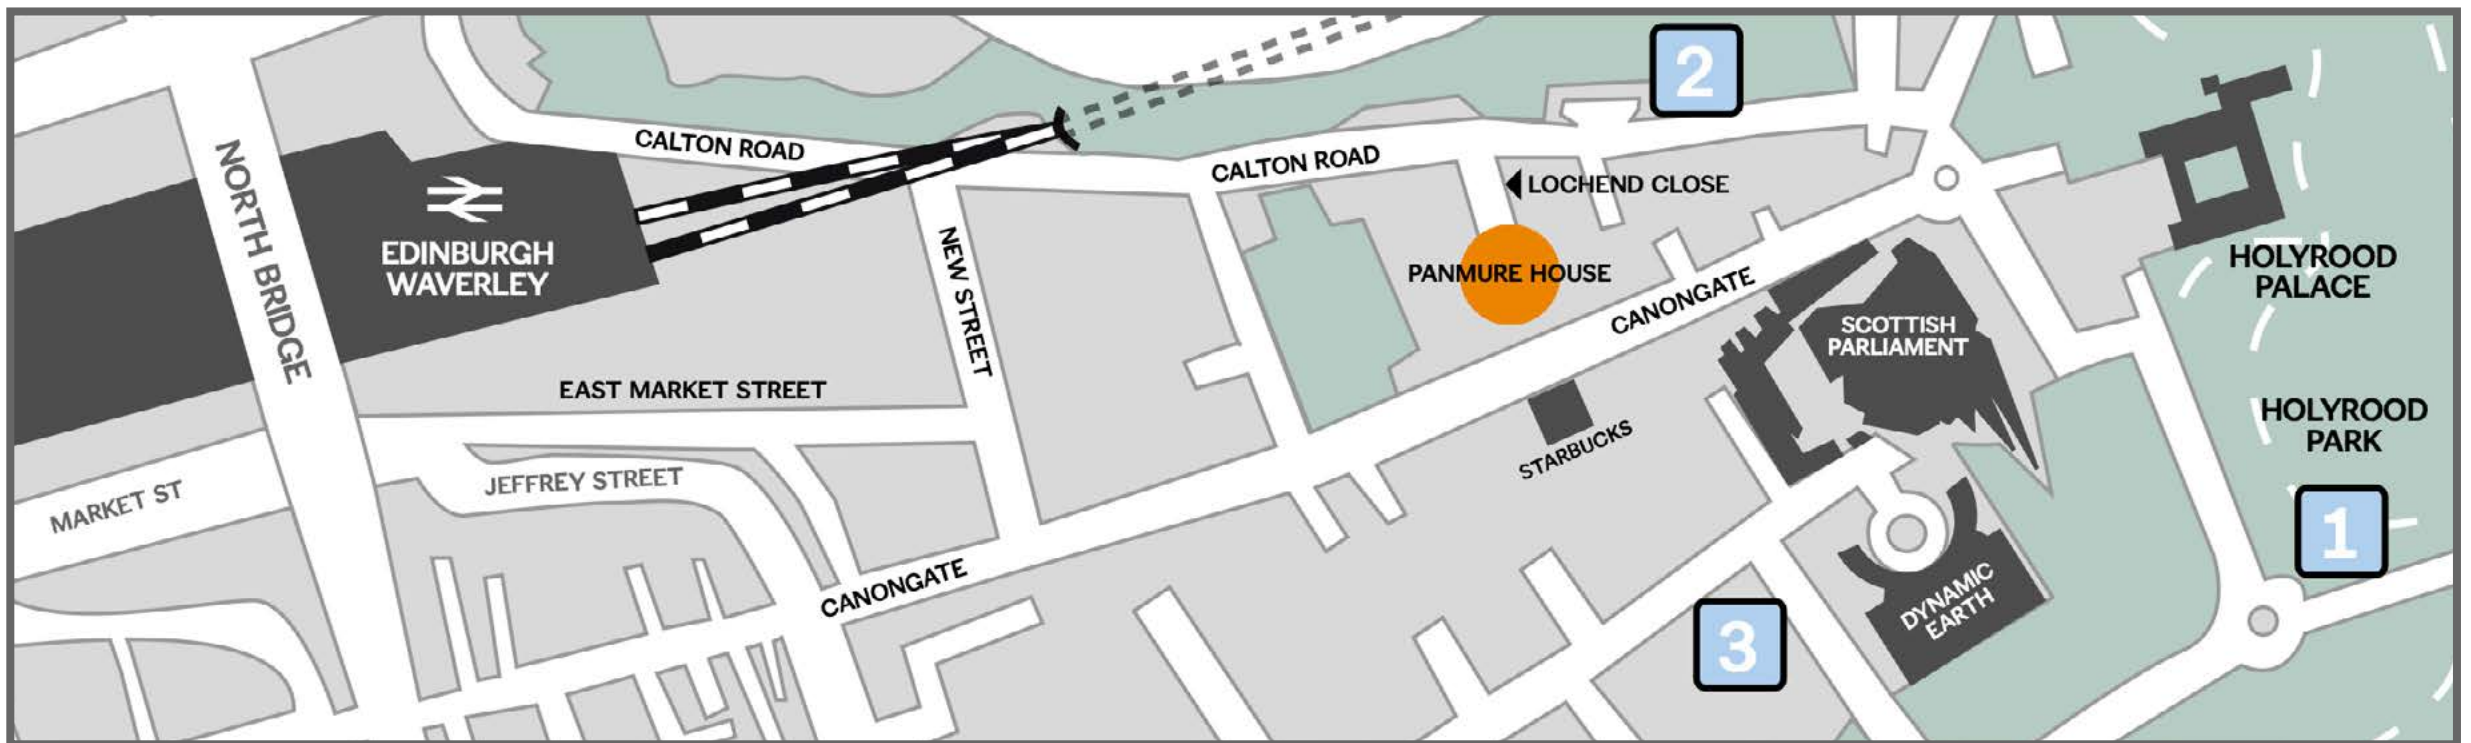 2
CALTON ROAD
CALTON ROAD
LOCHEND CLOSE
NORTH BRIDGE
EDINBURGH
WAVERLEY
NEW STREET
PANMURE HOUSE
CANONGATE
HOLYROOD
PALACE
SCOTTISH
PARLIAMENT
EAST MARKET STREET
HOLYROOD
PARK
STARBUCKS
JEFFREY STREET
MARKET ST
1
CANONGATE
DYNAMIC
EARTH
3